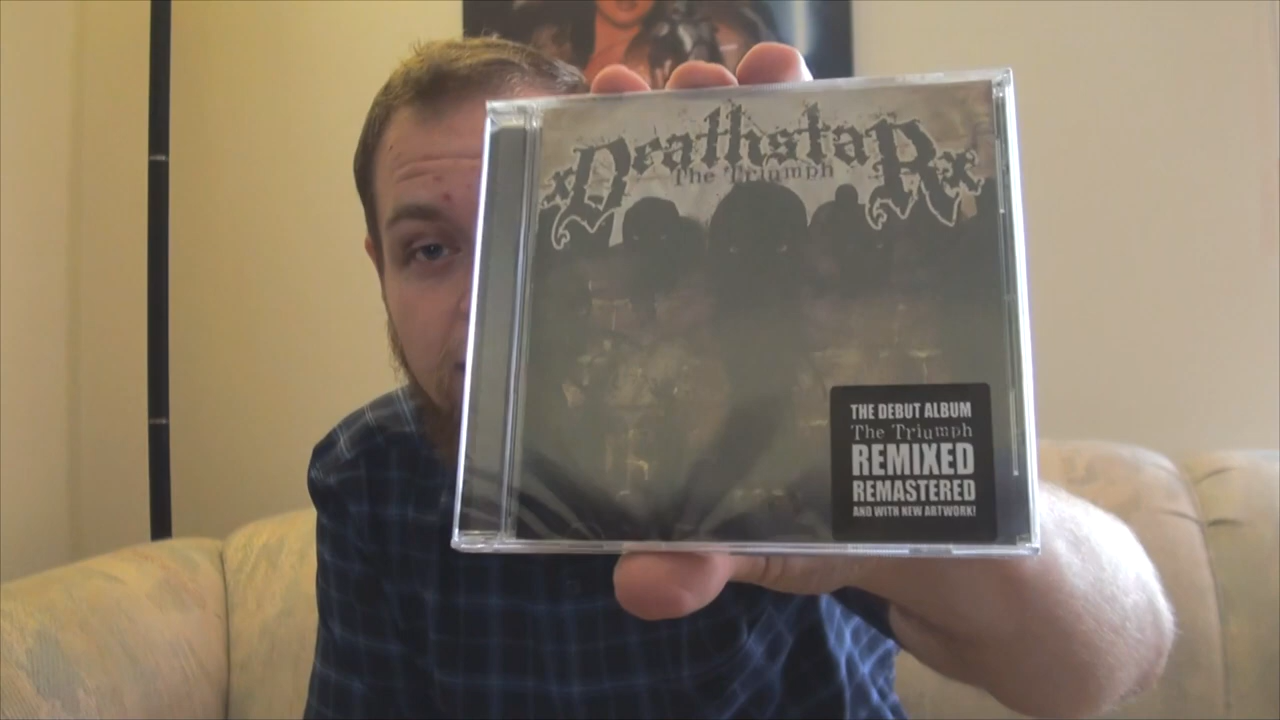 xDeathstaRx
The Triumph
THE DEBUT ALBUM
The Triumph
REMIXED
REMASTERED
AND WITH NEW ARTWORK!